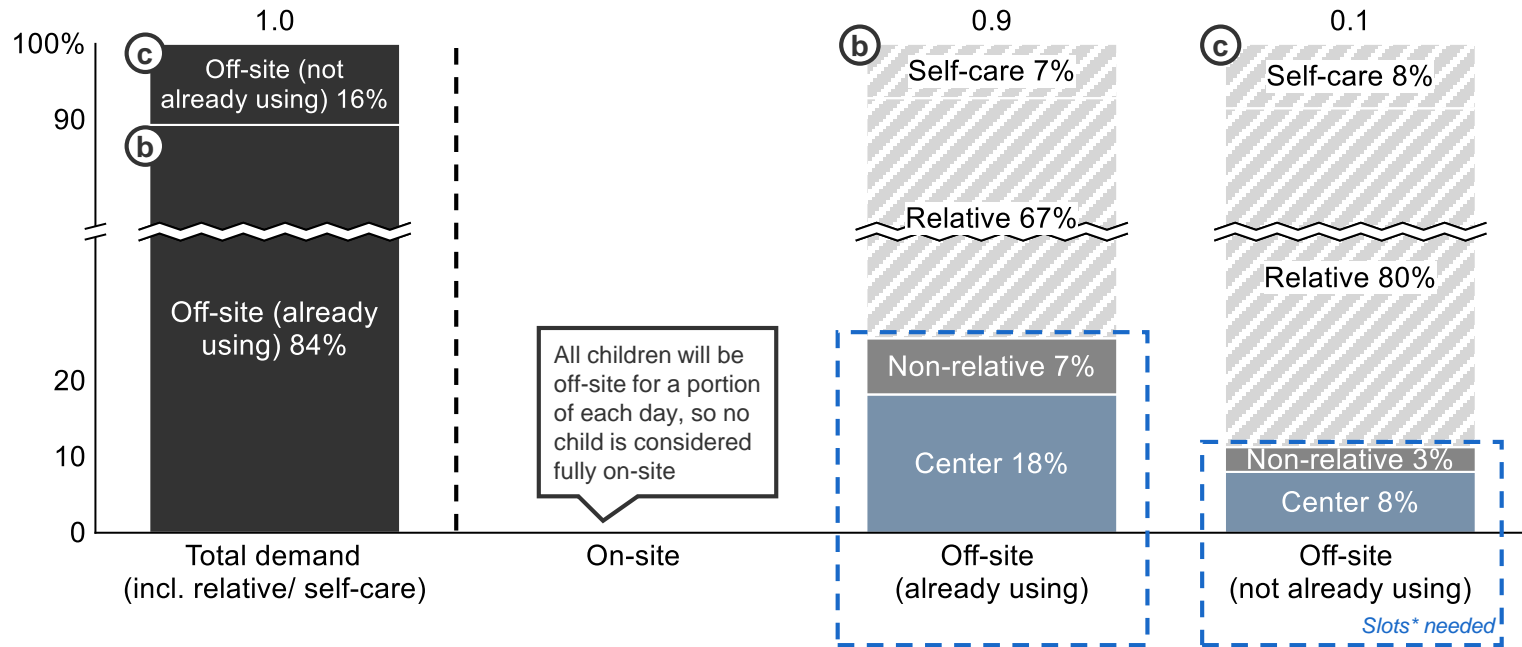 1.0
0.9
0.1
100%
90
20
10
0
c
Off-site (not
already using) 16%
b
Off-site (already
using) 84%
All children will be
off-site for a portion
of each day, so no
child is considered
fully on-site
b
Self-care 7%
Relative 67%
Non-relative 7%
Center 18%
c
Self-care 8%
Relative 80%
Non-relative 3%
Center 8%
Total demand
(incl. relative/ self-care)
On-site
Off-site
(already using)
Off-site
(not already using)
Slots* needed